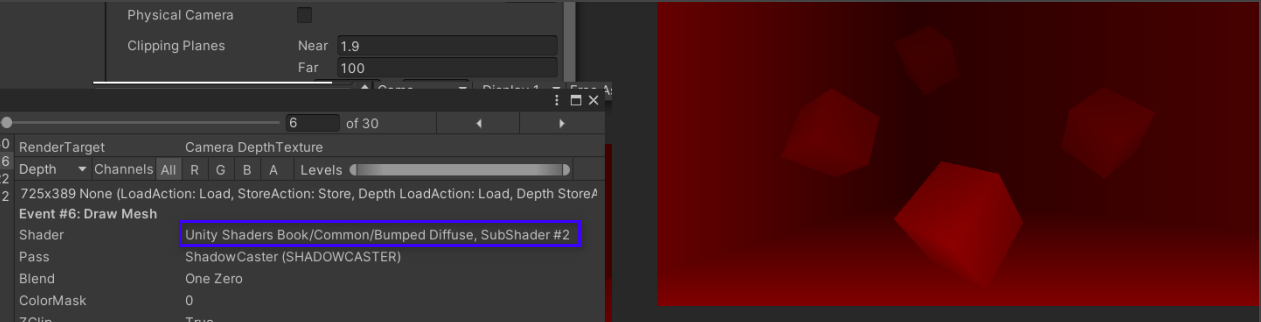 Physical Camera
Clipping Planes Near 1.9
Far 100
Game Display 1
6 of 30
RenderTarget Camera DepthTexture
6
Depth Channels All R G B A Levels
22
725x389 None (LoadAction: Load, StoreAction: Store, Depth LoadAction: Load, Depth StoreA
2
Event #6: Draw Mesh
Shader Unity Shaders Book/Common/Bumped Diffuse, SubShader #2
Pass ShadowCaster (SHADOWCASTER)
Blend One Zero
ColorMask 0
ZClip True